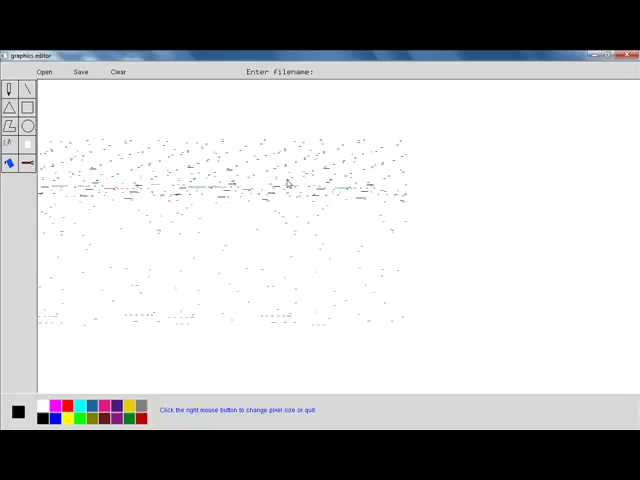 graphics editor
Open Save Clear Enter filename:
Click the right mouse button to change pixel size or quit